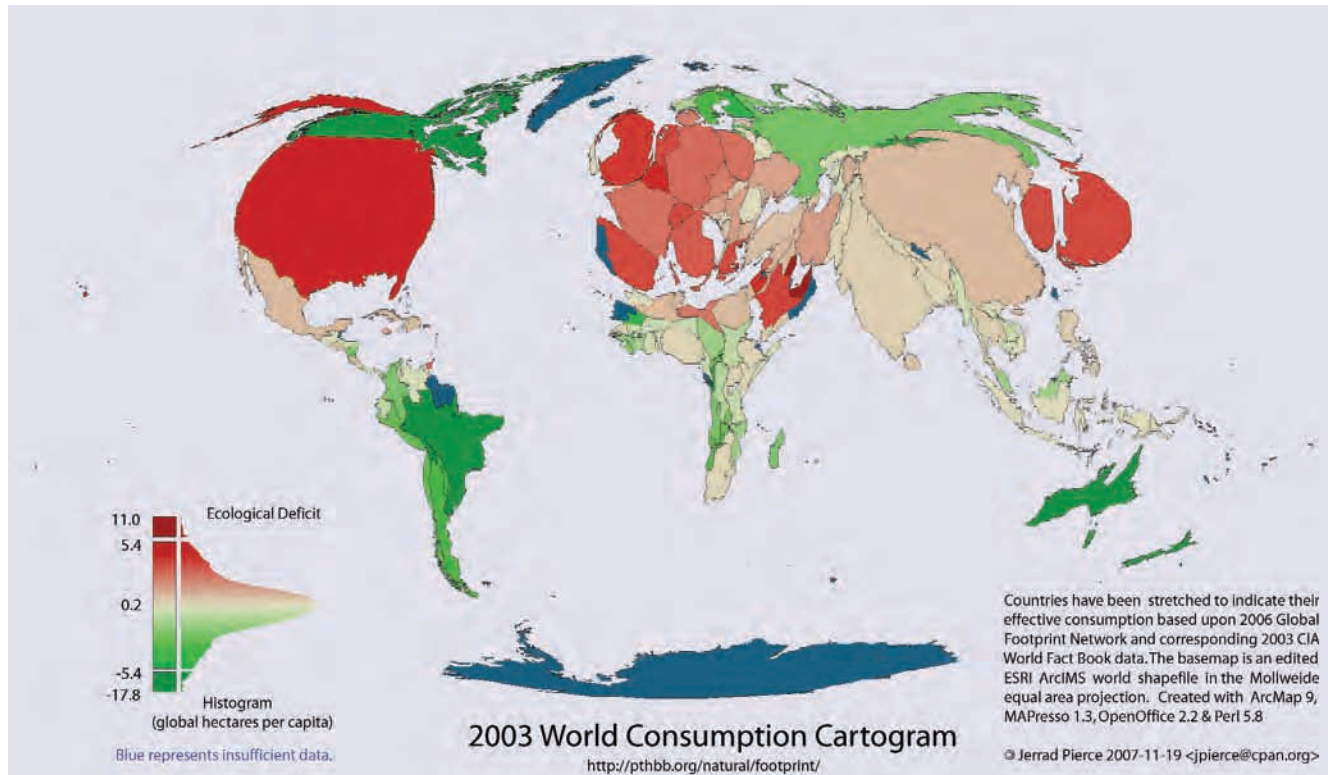 11.0
Ecological Deficit
5.4
0.2
-5.4
-17.8
Histogram
(global hectares per capita)
Blue represents insufficient data.
2003 World Consumption Cartogram
http://pthbb.org/natural/footprint/
Countries have been stretched to indicate their
effective consumption based upon 2006 Global
Footprint Network and corresponding 2003 CIA
World Fact Book data. The basemap is an edited
ESRI ArcIMS world shapefile in the Mollweide
equal area projection. Created with ArcMap 9,
MAPresso 1.3, OpenOffice 2.2 & Perl 5.8
© Jerrad Pierce 2007-11-19 <jpierce@cpan.org>